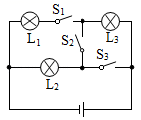 S₁
L₁ S₂ L₃
S₃
L₂